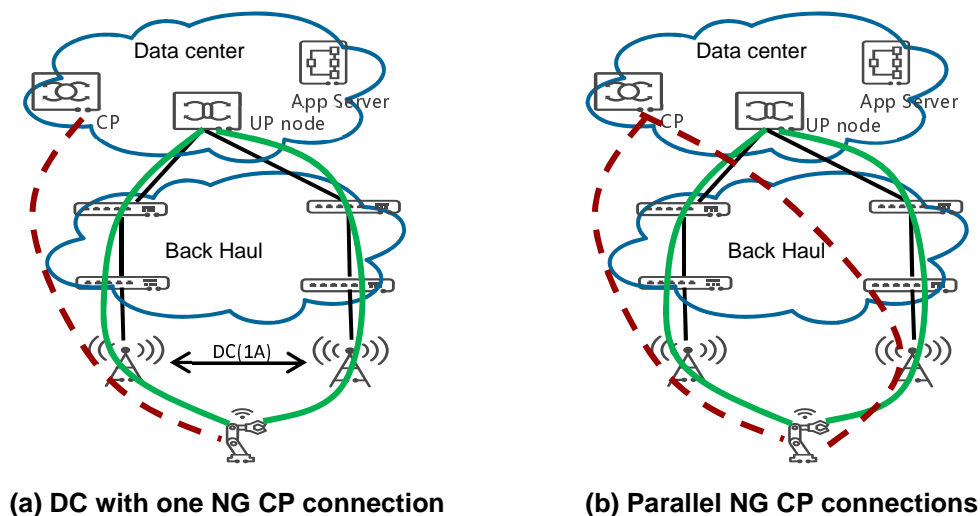 Data center
App Server
CP
UP node
Back Haul
DC(1A)
(a) DC with one NG CP connection
Data center
App Server
CP
UP node
Back Haul
(b) Parallel NG CP connections